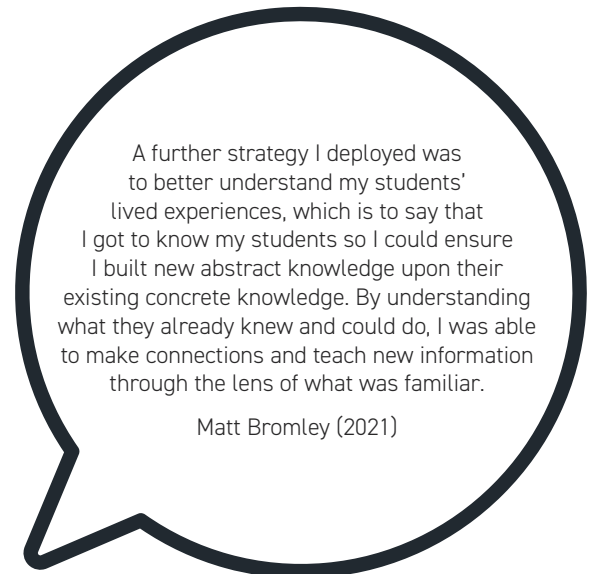 A further strategy I deployed was
to better understand my students’
lived experiences, which is to say that
I got to know my students so I could ensure
I built new abstract knowledge upon their
existing concrete knowledge. By understanding
what they already knew and could do, I was able
to make connections and teach new information
through the lens of what was familiar.
Matt Bromley (2021)